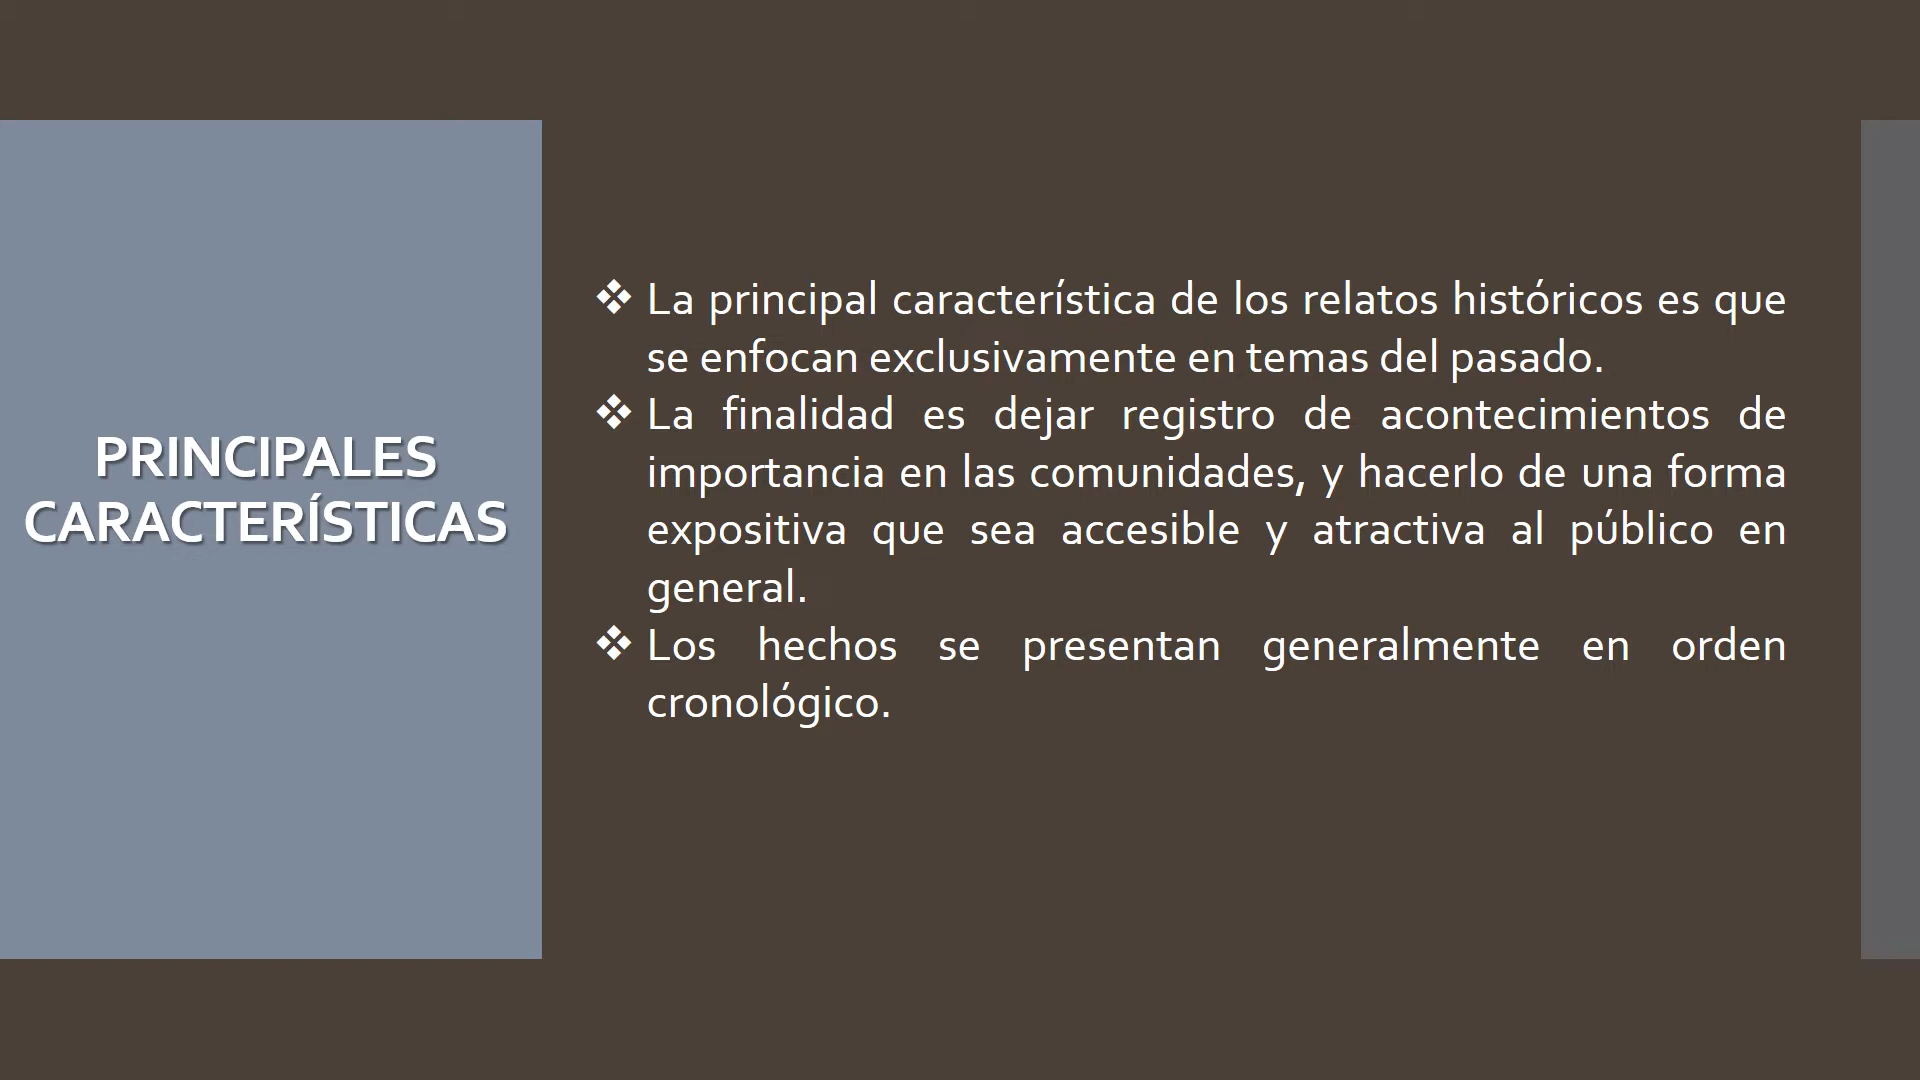 PRINCIPALES
CARACTERÍSTICAS
❖ La principal característica de los relatos históricos es que
se enfocan exclusivamente en temas del pasado.
❖ La finalidad es dejar registro de acontecimientos de
importancia en las comunidades, y hacerlo de una forma
expositiva que sea accesible y atractiva al público en
general.
❖ Los hechos se presentan generalmente en orden
cronológico.